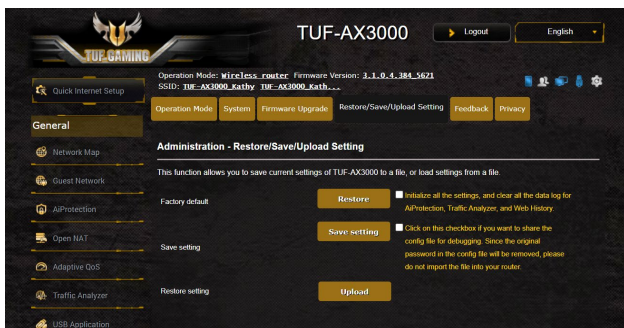 TUF GAMING
TUF-AX3000
Logout
English
Quick Internet Setup
Operation Mode: Wireless router Firmware Version: 3.1.0.4.384_5621
SSID: TUF-AX3000_Kathy TUF-AX3000_Kath...
Operation Mode System Firmware Upgrade Restore/Save/Upload Setting Feedback Privacy
General
Network Map
Guest Network
AiProtection
Open NAT
Adaptive QoS
Traffic Analyzer
USB Application
Administration - Restore/Save/Upload Setting
This function allows you to save current settings of TUF-AX3000 to a file, or load settings from a file.
Factory default
Restore
Initialize all the settings, and clear all the data log for
AiProtection, Traffic Analyzer, and Web History.
Save setting
Save setting
Click on this checkbox if you want to share the
config file for debugging. Since the original
password in the config file will be removed, please
do not import the file into your router.
Restore setting
Upload